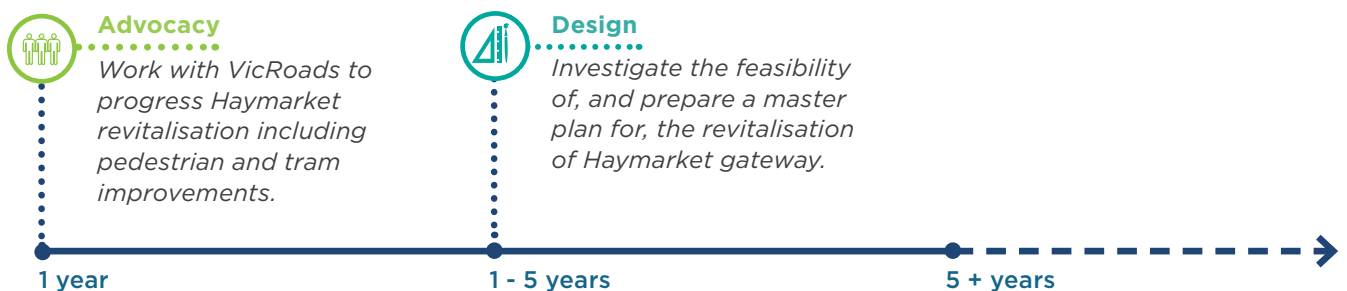 Advocacy
Work with VicRoads to
progress Haymarket
revitalisation including
pedestrian and tram
improvements.
Design
Investigate the feasibility
of, and prepare a master
plan for, the revitalisation
of Haymarket gateway.
1 year
1 - 5 years
5 + years